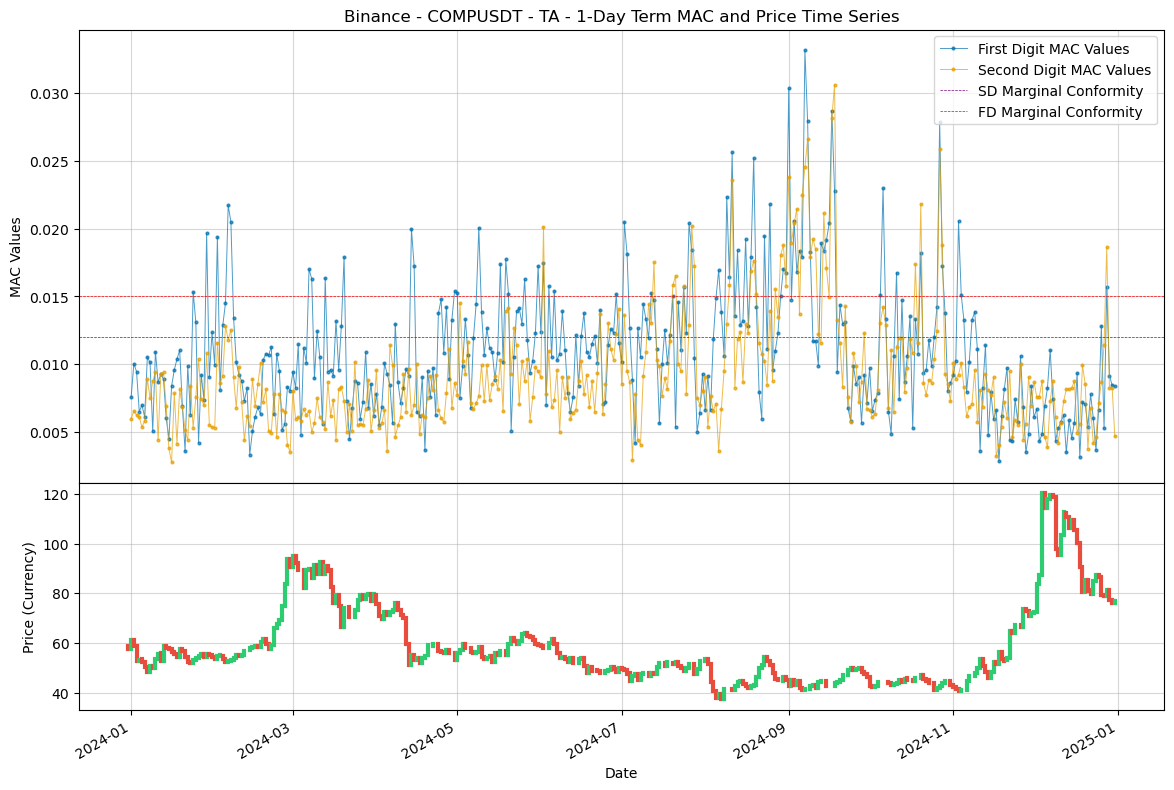 Binance - COMPUSDT - TA - 1-Day Term MAC and Price Time Series
First Digit MAC Values
Second Digit MAC Values
SD Marginal Conformity
FD Marginal Conformity
MAC Values
0.030
0.025
0.020
0.015
0.010
0.005
Price (Currency)
120
100
80
60
40
2024-01
2024-03
2024-05
2024-07
2024-09
2024-11
2025-01
Date